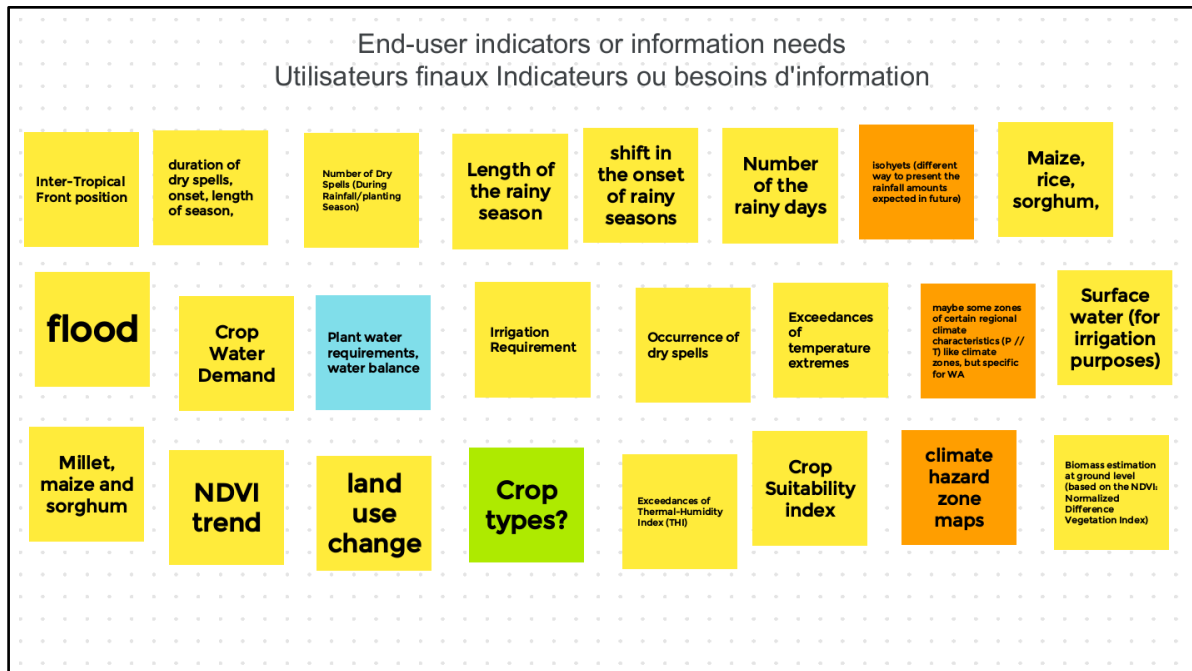 End-user indicators or information needs
Utilisateurs finaux Indicateurs ou besoins d'information
Inter-Tropical
Front position
duration of
dry spells,
onset, length
of season,
Number of Dry
Spells (During
Rainfall/planting
Season)
Length of
the rainy
season
shift in
the onset
of rainy
seasons
Number
of the
rainy days
isohyets (different
way to present the
rainfall amounts
expected in future)
Maize,
rice,
sorghum,
flood
Crop
Water
Demand
Plant water
requirements,
water balance
Irrigation
Requirement
Occurrence of
dry spells
Exceedances
of
temperature
extremes
maybe some zones
of certain regional
climate
characteristics (P //
T) like climate
zones, but specific
for WA
Surface
water (for
irrigation
purposes)
Millet,
maize and
sorghum
NDVI
trend
land
use
change
Crop
types?
Exceedances of
Thermal-Humidity
Index (THI)
Crop
Suitability
index
climate
hazard
zone
maps
Biomass estimation
at ground level
(based on the NDVI:
Normalized
Difference
Vegetation Index)